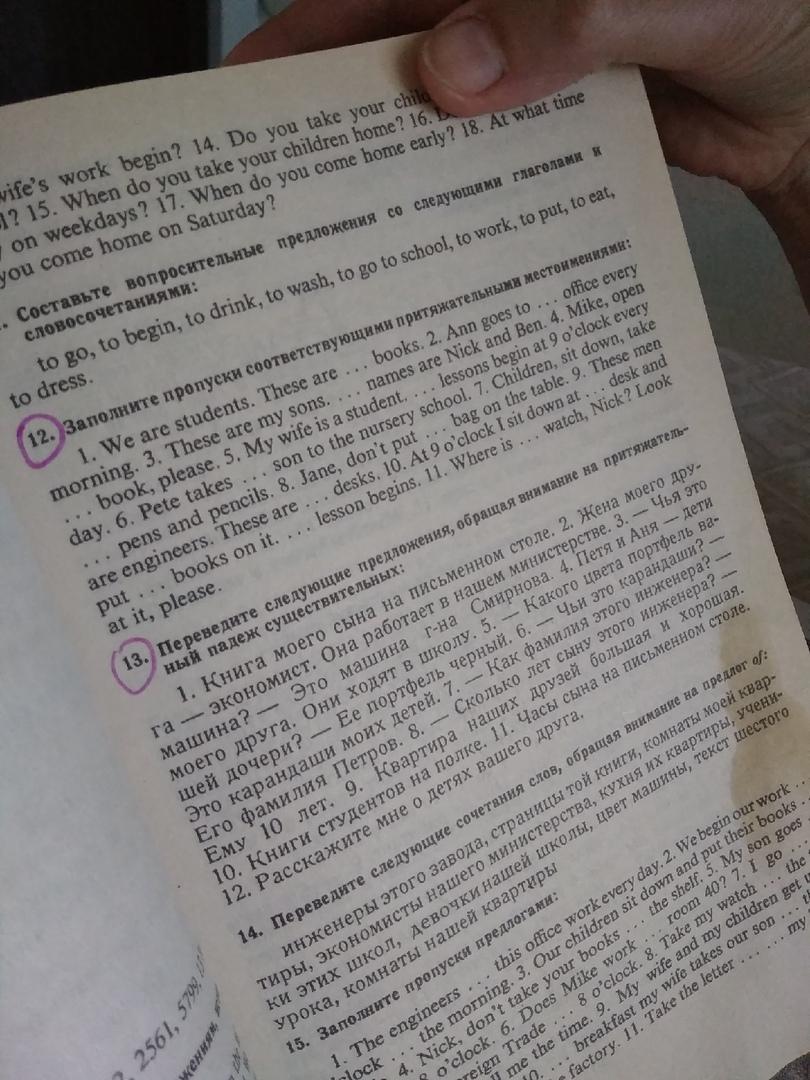 wife's work begin? 14. Do you take your
15. When do you take your children home? 16.
on weekdays? 17. When do you come home early? 18. At what time
you come home on Saturday?
Составьте вопросительные предложения со следующими глаголами и
словосочетаниями:
to go, to begin, to drink, to wash, to go to school, to work, to put, to eat,
to dress.
12. Заполните пропуски соответствующими притяжательными местоимениями:
1. We are students. These are ... books. 2. Ann goes to ... office every
morning. 3. These are my sons. ... names are Nick and Ben. 4. Mike, open
... book, please. 5. My wife is a student. ... lessons begin at 9 o'clock every
day. 6. Pete takes ... son to the nursery school. 7. Children, sit down, take
... pens and pencils. 8. Jane, don't put ... bag on the table. 9. These men
are engineers. These are ... desks. 10. At 9 o'clock I sit down at ... desk and
put ... books on it. ... lesson begins. 11. Where is ... watch, Nick? Look
at it, please.
13. Переведите следующие предложения, обращая внимание на притяжатель-
ный падеж существительных:
1. Книга моего сына на письменном столе. 2. Жена моего дру-
га — экономист. Она работает в нашем министерстве. 3. — Чья это
машина? — Это машина г-на Смирнова. 4. Петя и Аня — дети
моего друга. Они ходят в школу. 5. — Какого цвета портфель ва-
шей дочери? — Ее портфель черный. 6. — Чьи это карандаши? —
Это карандаши моих детей. 7. — Как фамилия этого инженера? —
Его фамилия Петров. 8. — Сколько лет сыну этого инженера? —
Ему 10 лет. 9. Квартира наших друзей большая и хорошая.
10. Книги студентов на полке. 11. Часы сына на письменном столе.
12. Расскажите мне о детях вашего друга.
14. Переведите следующие сочетания слов, обращая внимание на предлог of:
инженеры этого завода, страницы той книги, комнаты моей квар-
тиры, экономисты нашего министерства, кухня их квартиры, учени-
ки этих школ, девочки нашей школы, цвет машины, текст шестого
урока, комнаты нашей квартиры
15. Заполните пропуски предлогами:
1. The engineers ... this office work every day. 2. We begin our work ...
... the morning. 3. Our children sit down and put their books
4. Nick, don't take your books ... the shelf. 5. My son goes
8 o'clock. 6. Does Mike work ... room 40? 7. I go ...
Trade ... 8 o'clock. 8. Take my watch ... the
me the time. 9. My wife and my children get
10. ... breakfast my wife takes our son ...
factory. 11. Take the letter ... ... my
2561, 5799,